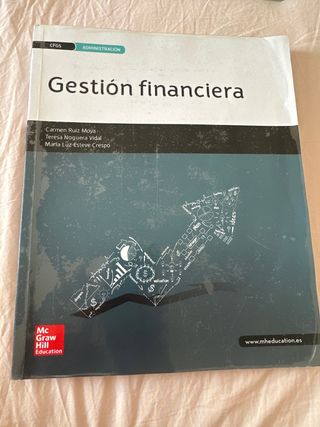 CFGS ADMINISTRACIÓN
Gestión financiera
Carmen Ruiz Moya
Teresa Noguera Vidal
María Luz Esteve Crespo
Mc
Graw
Hill
Education
www.mheducation.es